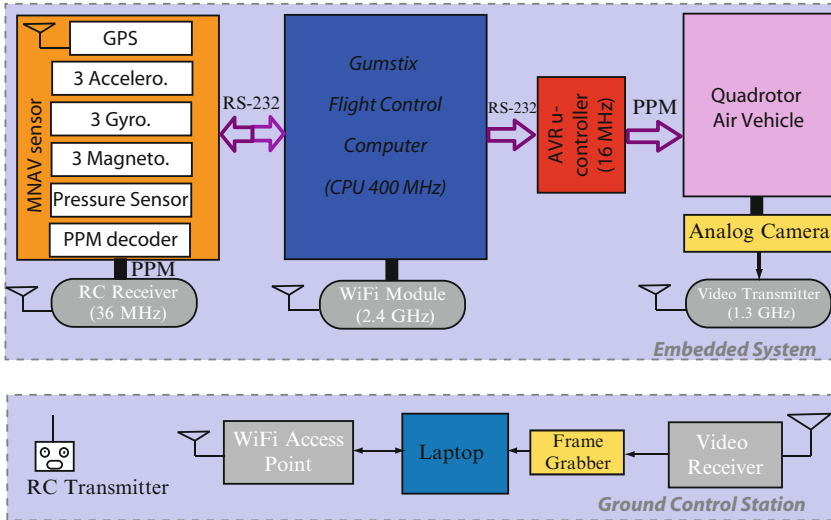 GPS
3 Accelero.
3 Gyro.
3 Magneto.
Pressure Sensor
PPM decoder
MNAV sensor
PPM
RC Receiver
(36 MHz)
RS-232
Gumstix
Flight Control
Computer
(CPU 400 MHz)
WiFi Module
(2.4 GHz)
RS-232
AVR u-
controller
(16 MHz)
PPM
Quadrotor
Air Vehicle
Analog Camera
Video Transmitter
(1.3 GHz)
Embedded System
RC Transmitter
WiFi Access
Point
Laptop
Frame
Grabber
Video
Receiver
Ground Control Station